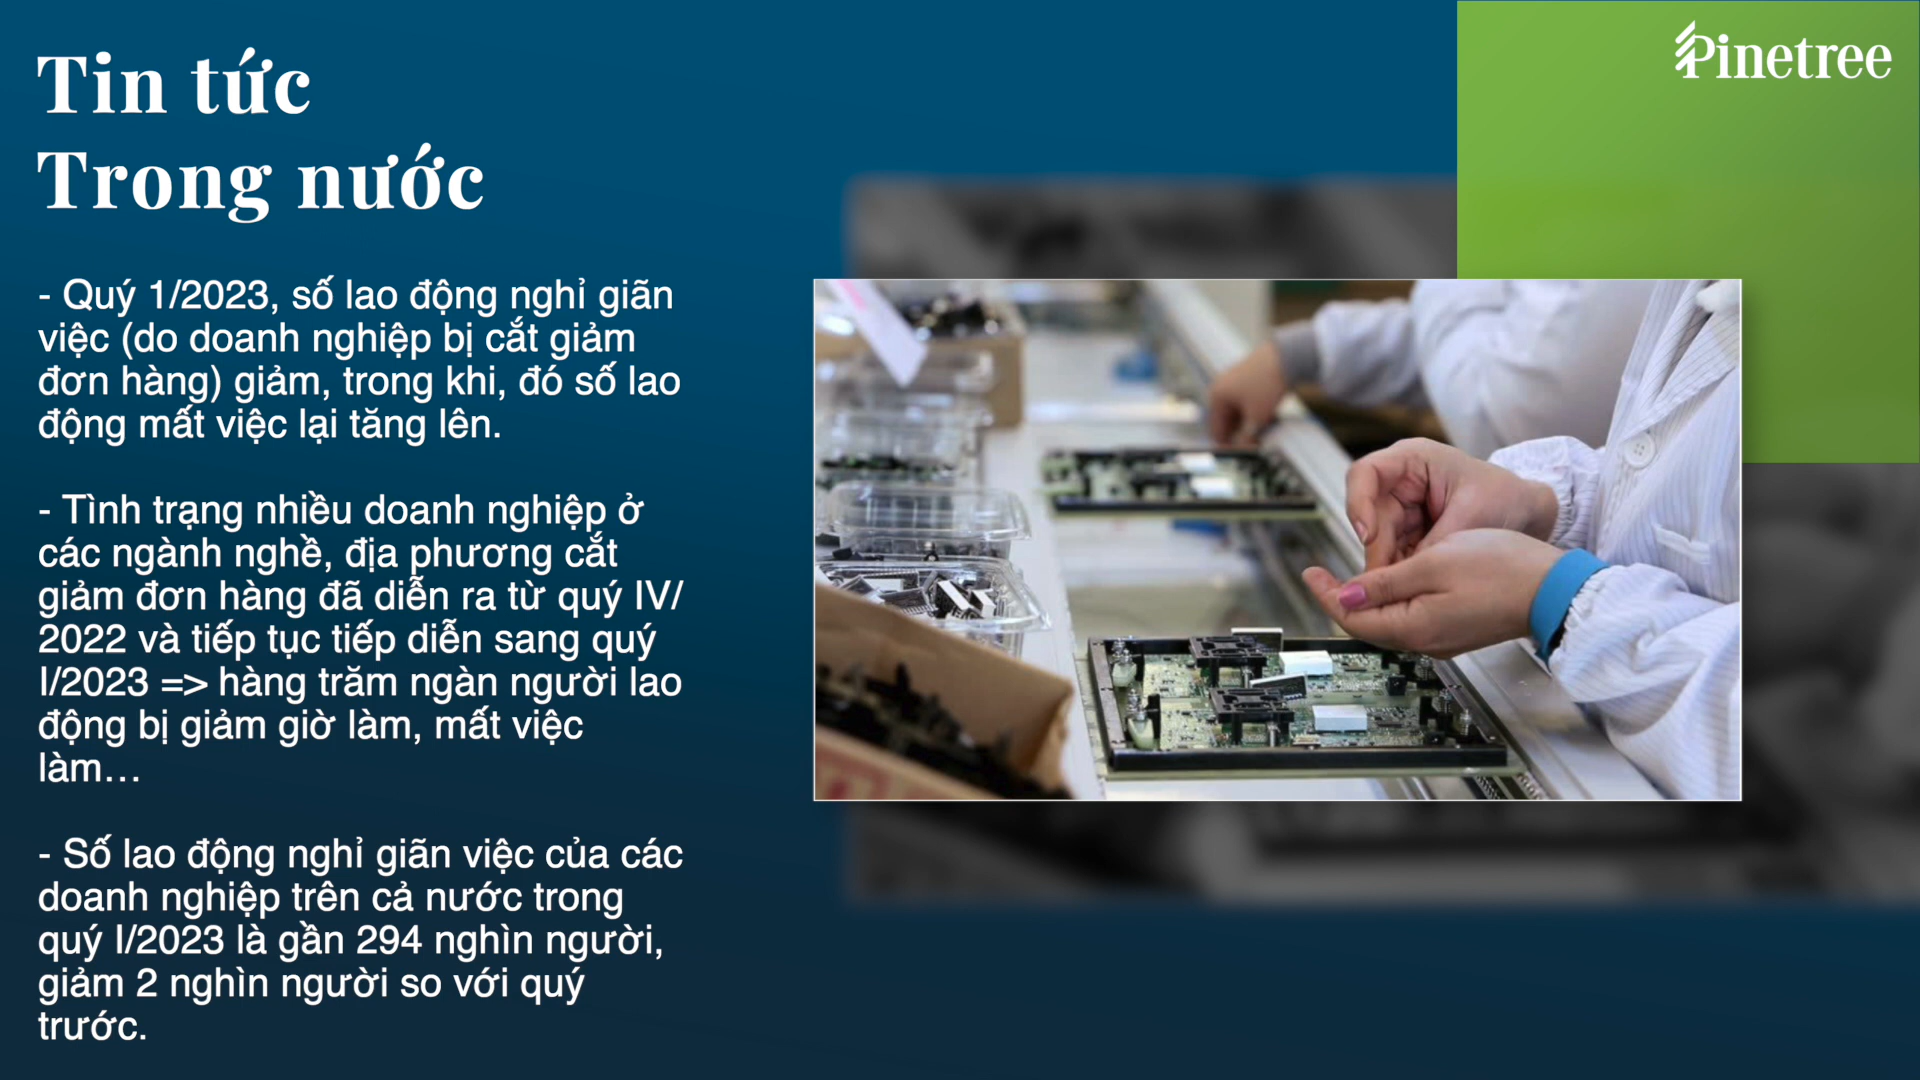 Tin tức
Trong nước
Pinetree
- Quý 1/2023, số lao động nghỉ giãn
việc (do doanh nghiệp bị cắt giảm
đơn hàng) giảm, trong khi, đó số lao
động mất việc lại tăng lên.
- Tình trạng nhiều doanh nghiệp ở
các ngành nghề, địa phương cắt
giảm đơn hàng đã diễn ra từ quý IV/
2022 và tiếp tục tiếp diễn sang quý
I/2023 => hàng trăm ngàn người lao
động bị giảm giờ làm, mất việc
làm...
- Số lao động nghỉ giãn việc của các
doanh nghiệp trên cả nước trong
quý I/2023 là gần 294 nghìn người,
giảm 2 nghìn người so với quý
trước.